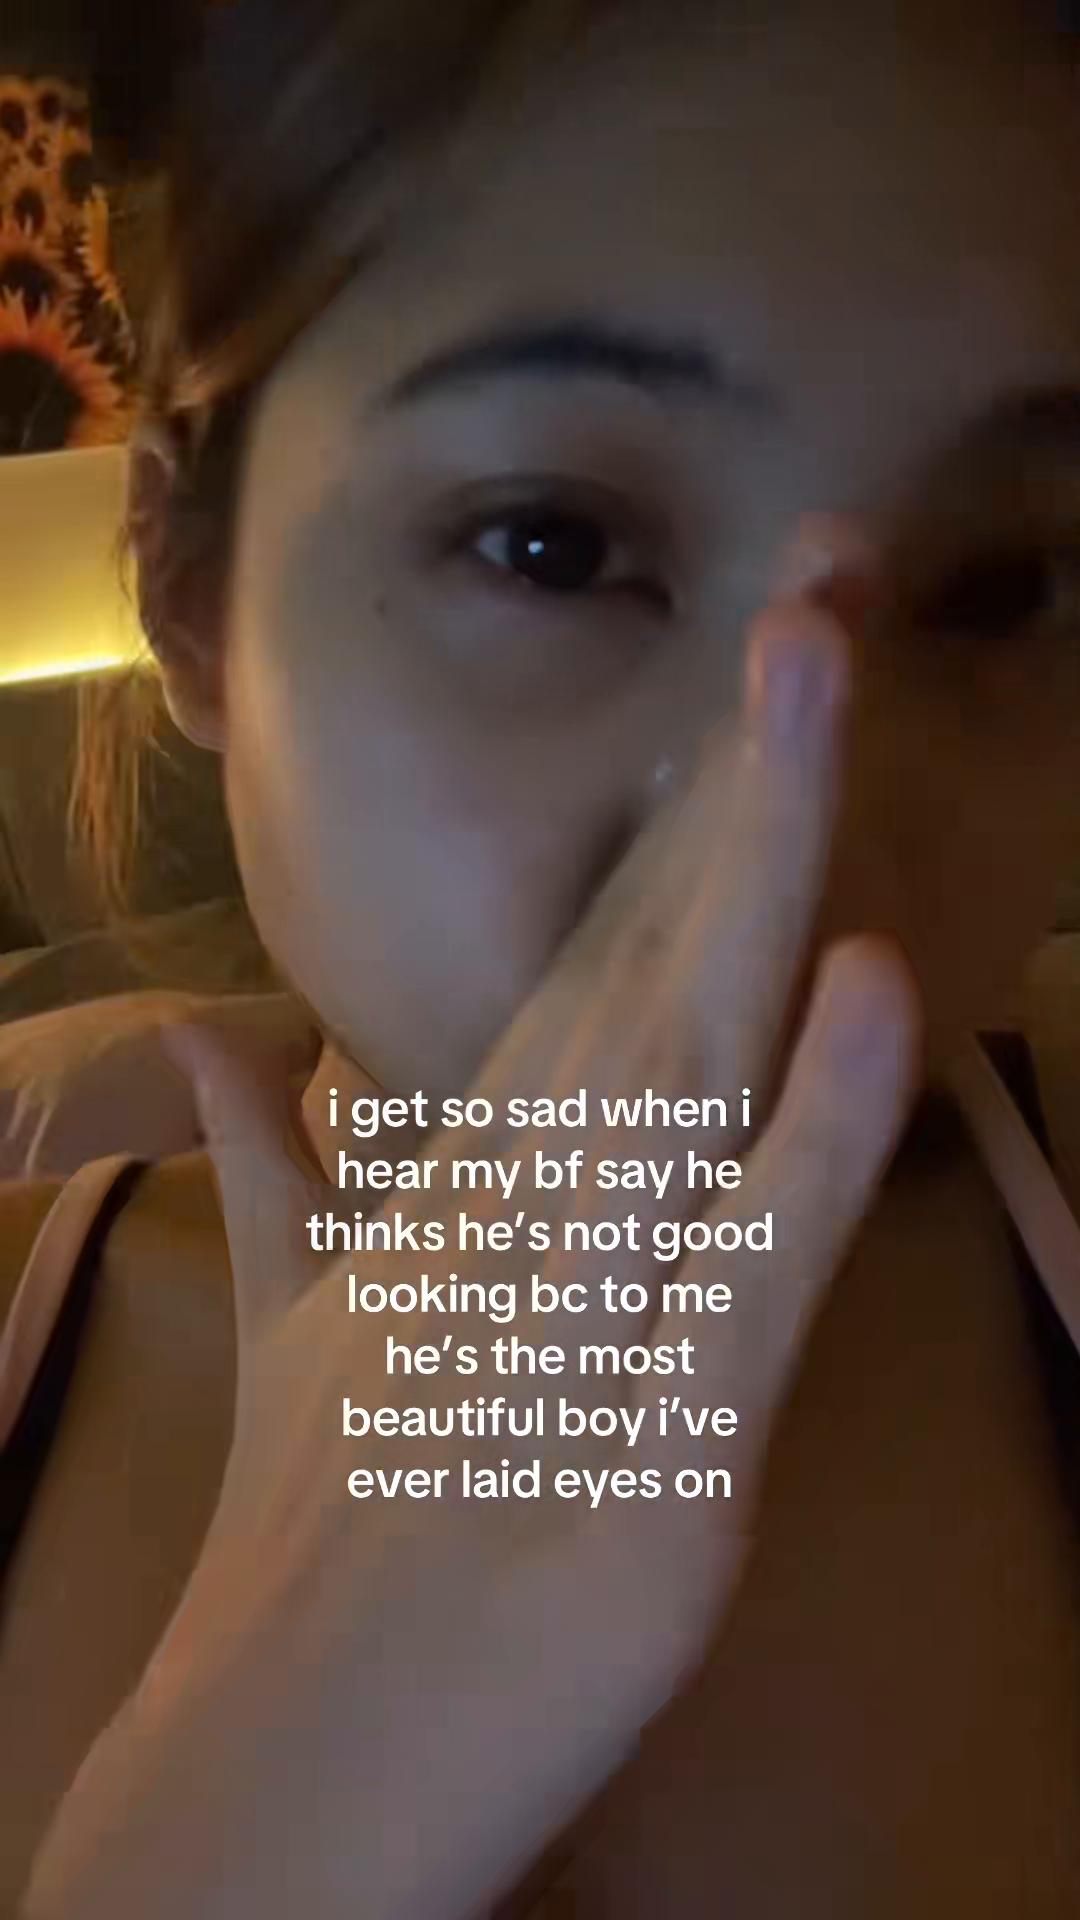 i get so sad when i
hear my bf say he
thinks he’s not good
looking bc to me
he’s the most
beautiful boy i’ve
ever laid eyes on